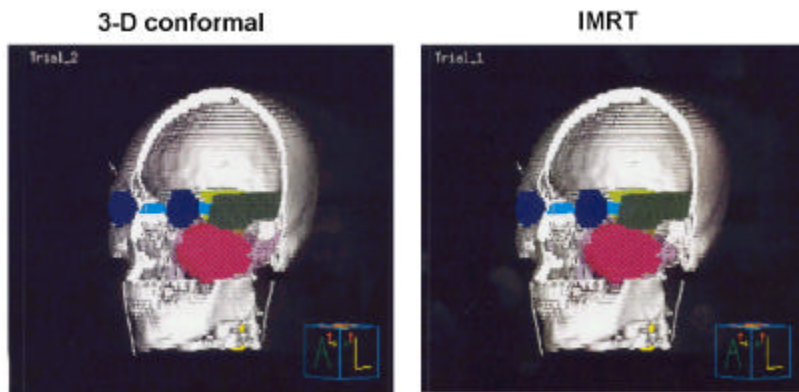 3-D conformal
IMRT
Trial_2
Trial_1
A L
A L